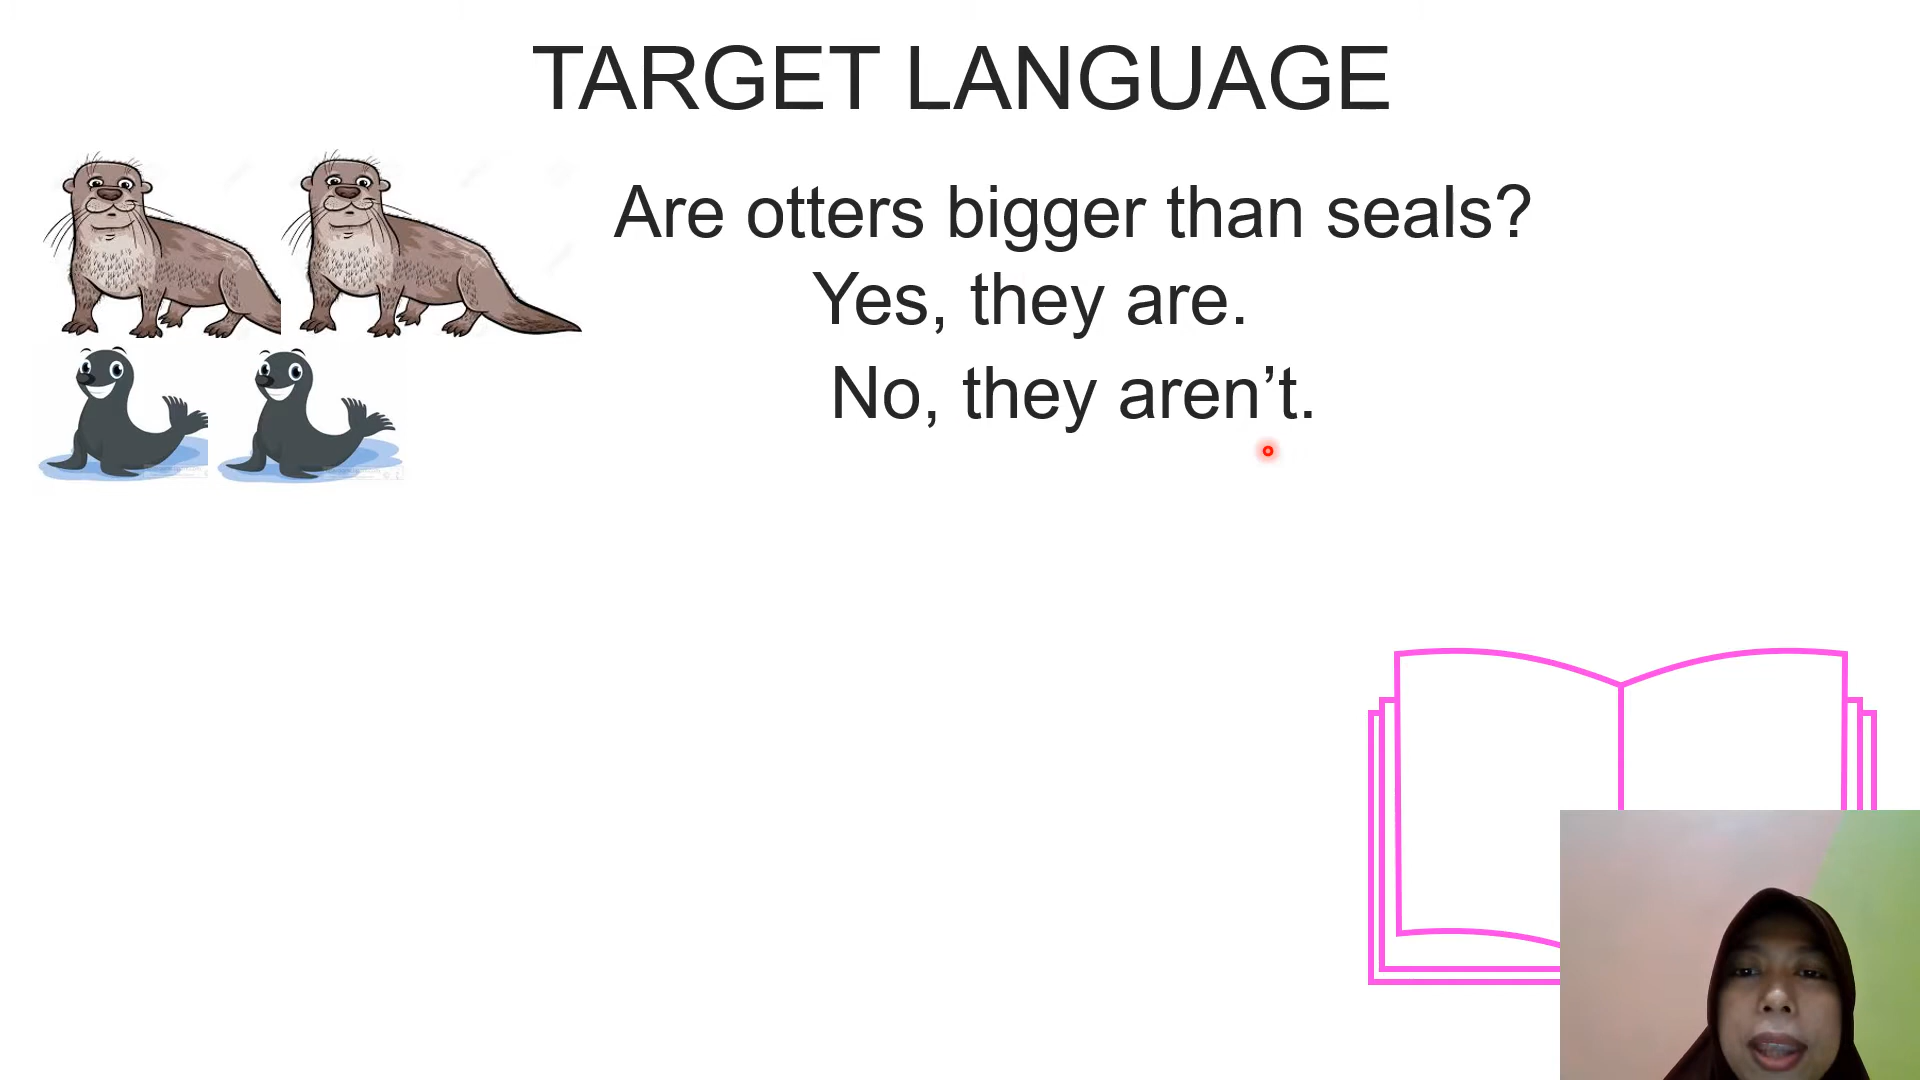 TARGET LANGUAGE
Are otters bigger than seals?
Yes, they are.
No, they aren’t.